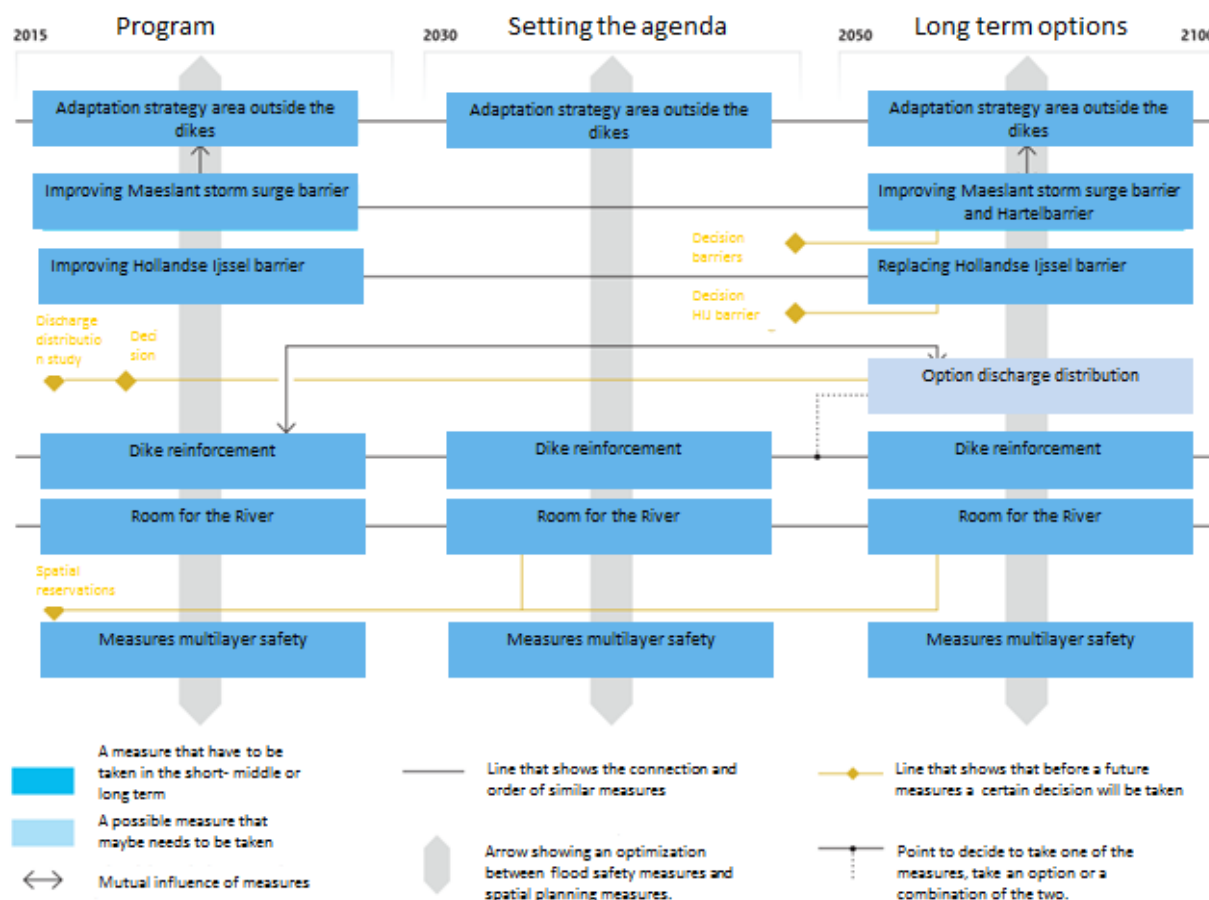 Program
Setting the agenda
Long term options
2015
2030
2050
2100
Adaptation strategy area outside the
dikes
Adaptation strategy area outside the
dikes
Adaptation strategy area outside the
dikes
Improving Maeslant storm surge barrier
Improving Maeslant storm surge barrier
and Hartelbarrier
Decision
barriers
Improving Hollandse Ijssel barrier
Replacing Hollandse Ijssel barrier
Decision
HIJ barrier
Discharge
distributio
n study
Deci
sion
Option discharge distribution
Dike reinforcement
Dike reinforcement
Dike reinforcement
Room for the River
Room for the River
Room for the River
Spatial
reservations
Measures multilayer safety
Measures multilayer safety
Measures multilayer safety
A measure that have to be
taken in the short- middle or
long term
A possible measure that
maybe needs to be taken
Mutual influence of measures
Line that shows the connection and
order of similar measures
Arrow showing an optimization
between flood safety measures and
spatial planning measures.
Line that shows that before a future
measures a certain decision will be taken
Point to decide to take one of the
measures, take an option or a
combination of the two.